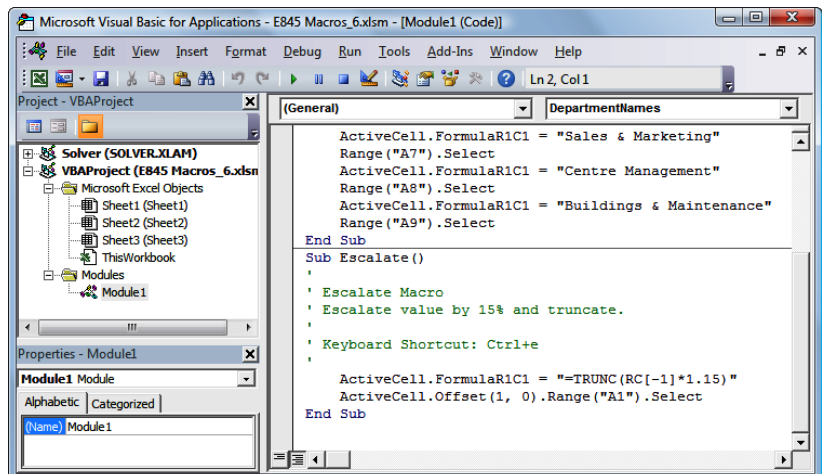 Microsoft Visual Basic for Applications - E845 Macros_6.xlsm - [Module1 (Code)]
File Edit View Insert Format Debug Run Tools Add-Ins Window Help
Ln 2, Col 1
Project - VBAProject
Solver (SOLVER.XLAM)
VBAProject (E845 Macros_6.xlsn
Microsoft Excel Objects
Sheet1 (Sheet1)
Sheet2 (Sheet2)
Sheet3 (Sheet3)
ThisWorkbook
Modules
Module1
Properties - Module1
Module1 Module
Alphabetic Categorized
(Name) Module1
(General) DepartmentNames
ActiveCell.FormulaR1C1 = "Sales & Marketing"
Range("A7").Select
ActiveCell.FormulaR1C1 = "Centre Management"
Range("A8").Select
ActiveCell.FormulaR1C1 = "Buildings & Maintenance"
Range("A9").Select
End Sub
Sub Escalate()
'
' Escalate Macro
' Escalate value by 15% and truncate.
'
' Keyboard Shortcut: Ctrl+e
'
ActiveCell.FormulaR1C1 = "=TRUNC(RC[-1]*1.15)"
ActiveCell.Offset(1, 0).Range("A1").Select
End Sub